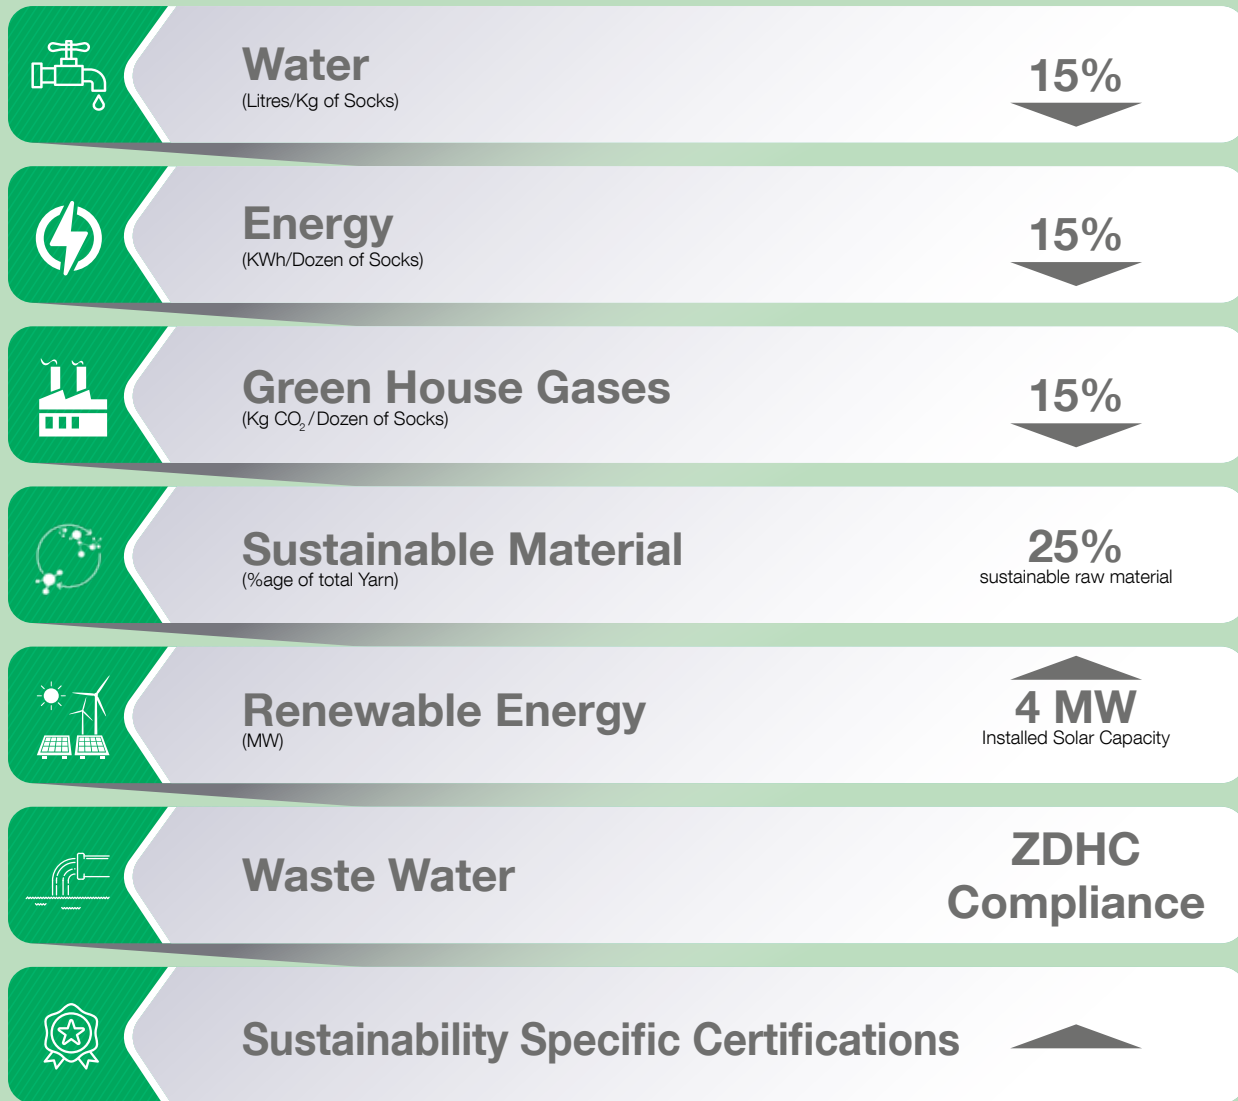 Water
(Litres/Kg of Socks)
15%
Energy
(KWh/Dozen of Socks)
15%
Green House Gases
(Kg CO₂/Dozen of Socks)
15%
Sustainable Material
(%age of total Yarn)
25%
sustainable raw material
Renewable Energy
(MW)
4 MW
Installed Solar Capacity
Waste Water
ZDHC
Compliance
Sustainability Specific Certifications